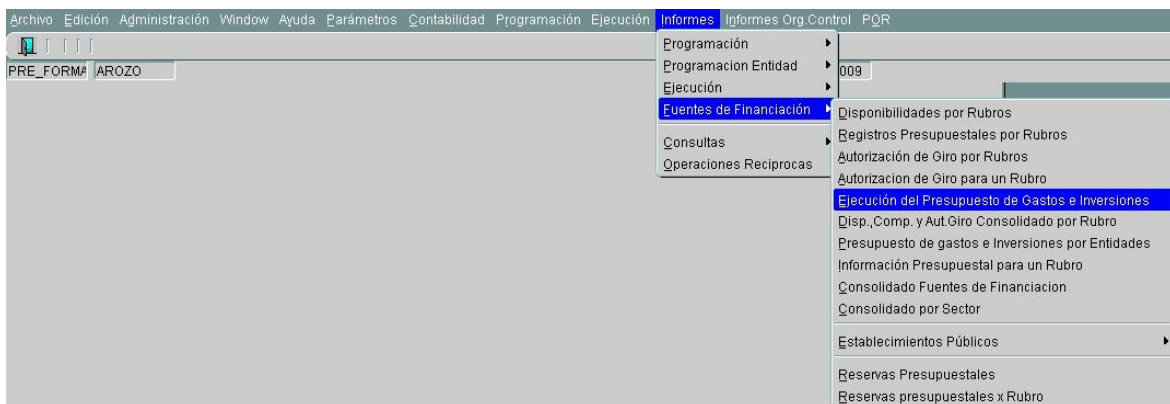 Archivo Edición Administración Window Ayuda Parámetros Contabilidad Programación Ejecución Informes Informes Org.Control POR
PRE_FORMA AROZO 009
Programación
Programacion Entidad
Ejecución
Fuentes de Financiación
Consultas
Operaciones Reciprocas
Disponibilidades por Rubros
Registros Presupuestales por Rubros
Autorización de Giro por Rubros
Autorizacion de Giro para un Rubro
Ejecución del Presupuesto de Gastos e Inversiones
Disp.,Comp. y Aut.Giro Consolidado por Rubro
Presupuesto de gastos e Inversiones por Entidades
Información Presupuestal para un Rubro
Consolidado Fuentes de Financiacion
Consolidado por Sector
Establecimientos Públicos
Reservas Presupuestales
Reservas presupuestales x Rubro